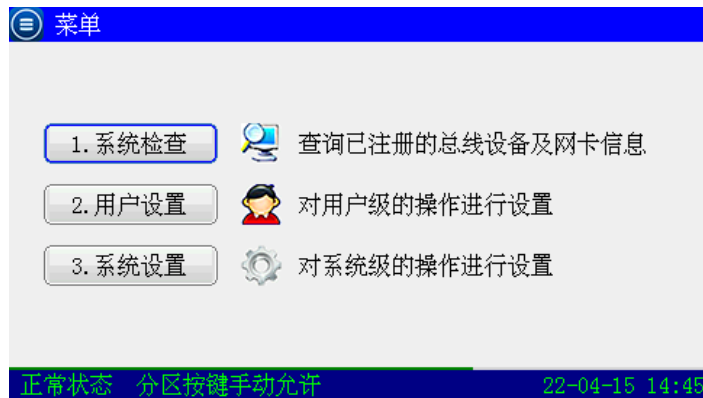 菜单
1.系统检查 查询已注册的总线设备及网卡信息
2.用户设置 对用户级的操作进行设置
3.系统设置 对系统级的操作进行设置
正常状态 分区按键手动允许 22-04-15 14:45